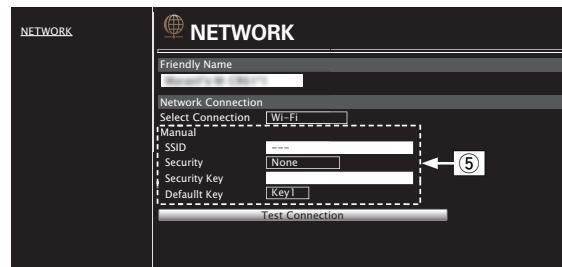 NETWORK
NETWORK
Friendly Name
Network Connection
Select Connection Wi-Fi
Manual
SSID ---
Security None
Security Key
Defaullt Key Key1
Test Connection
⑤